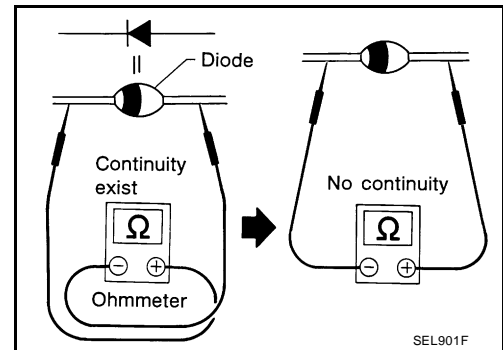 Diode
Continuity
exist
Ω
− +
Ohmmeter
No continuity
Ω
− +
SEL901F